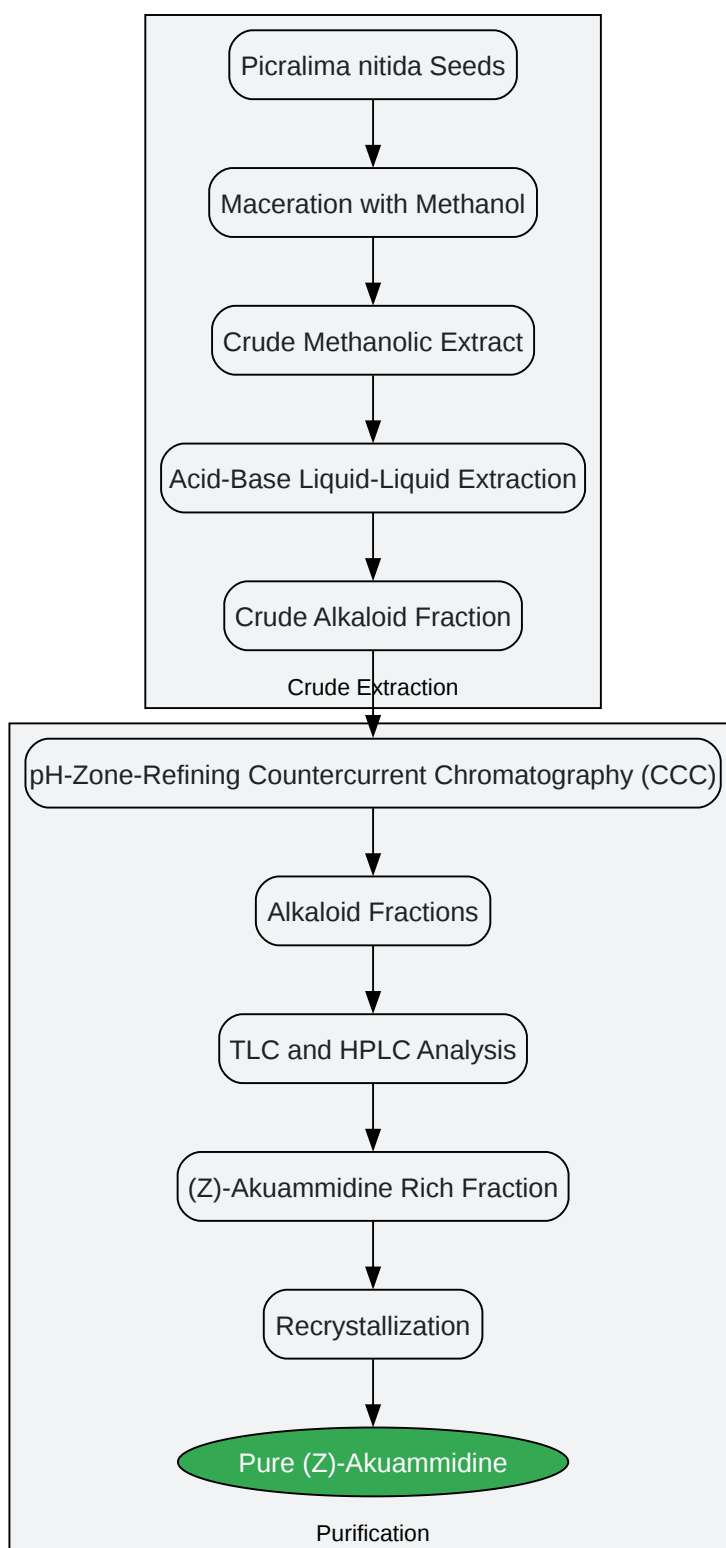 Picralima nitida Seeds
Maceration with Methanol
Crude Methanolic Extract
Acid-Base Liquid-Liquid Extraction
Crude Alkaloid Fraction
Crude Extraction
pH-Zone-Refining Countercurrent Chromatography (CCC)
Alkaloid Fractions
TLC and HPLC Analysis
(Z)-Akuammidine Rich Fraction
Recrystallization
Pure (Z)-Akuammidine
Purification